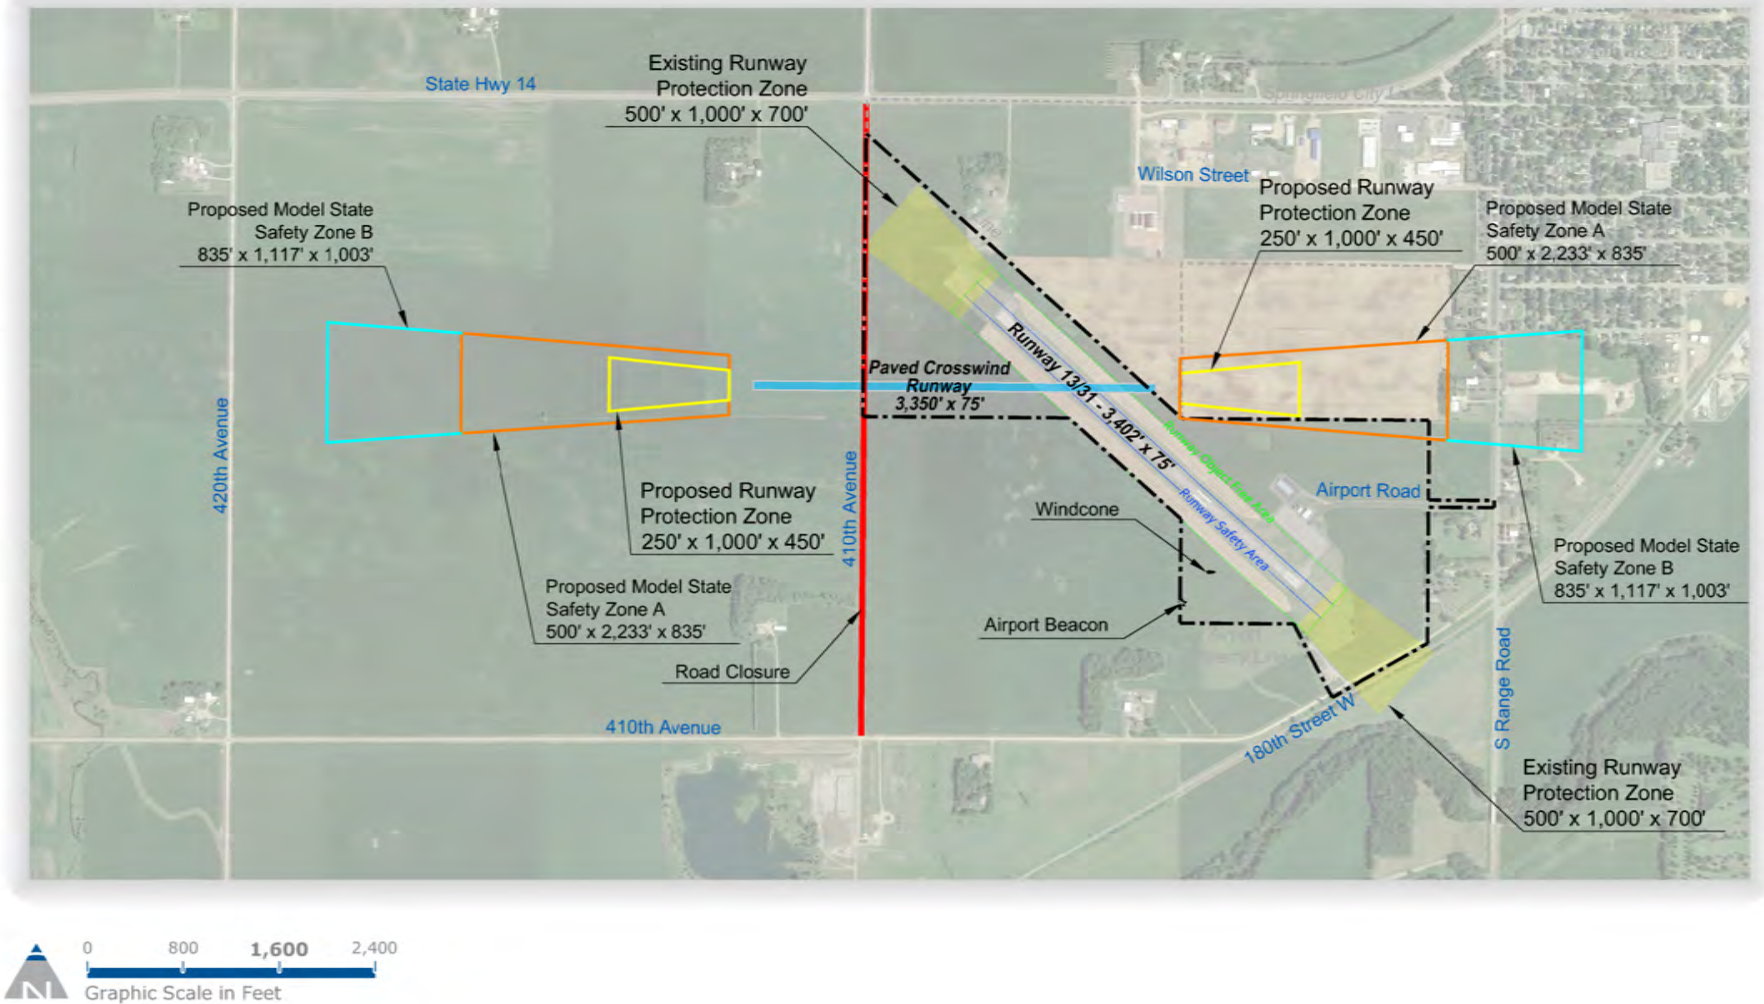 State Hwy 14
Existing Runway
Protection Zone
500' x 1,000' x 700'
Springfield City L
Wilson Street
Proposed Runway
Protection Zone
250' x 1,000' x 450'
Proposed Model State
Safety Zone A
500' x 2,233' x 835'
Proposed Model State
Safety Zone B
835' x 1,117' x 1,003'
Runway 13/31 - 3,402' x 75'
Paved Crosswind
Runway
3,350' x 75'
Runway Object Free Area
Runway Safety Area
420th Avenue
410th Avenue
Proposed Runway
Protection Zone
250' x 1,000' x 450'
Windcone
Airport Road
Proposed Model State
Safety Zone B
835' x 1,117' x 1,003'
Proposed Model State
Safety Zone A
500' x 2,233' x 835'
Airport Beacon
Road Closure
S Range Road
410th Avenue
180th Street W
Existing Runway
Protection Zone
500' x 1,000' x 700'
0 800 1,600 2,400
N
Graphic Scale in Feet